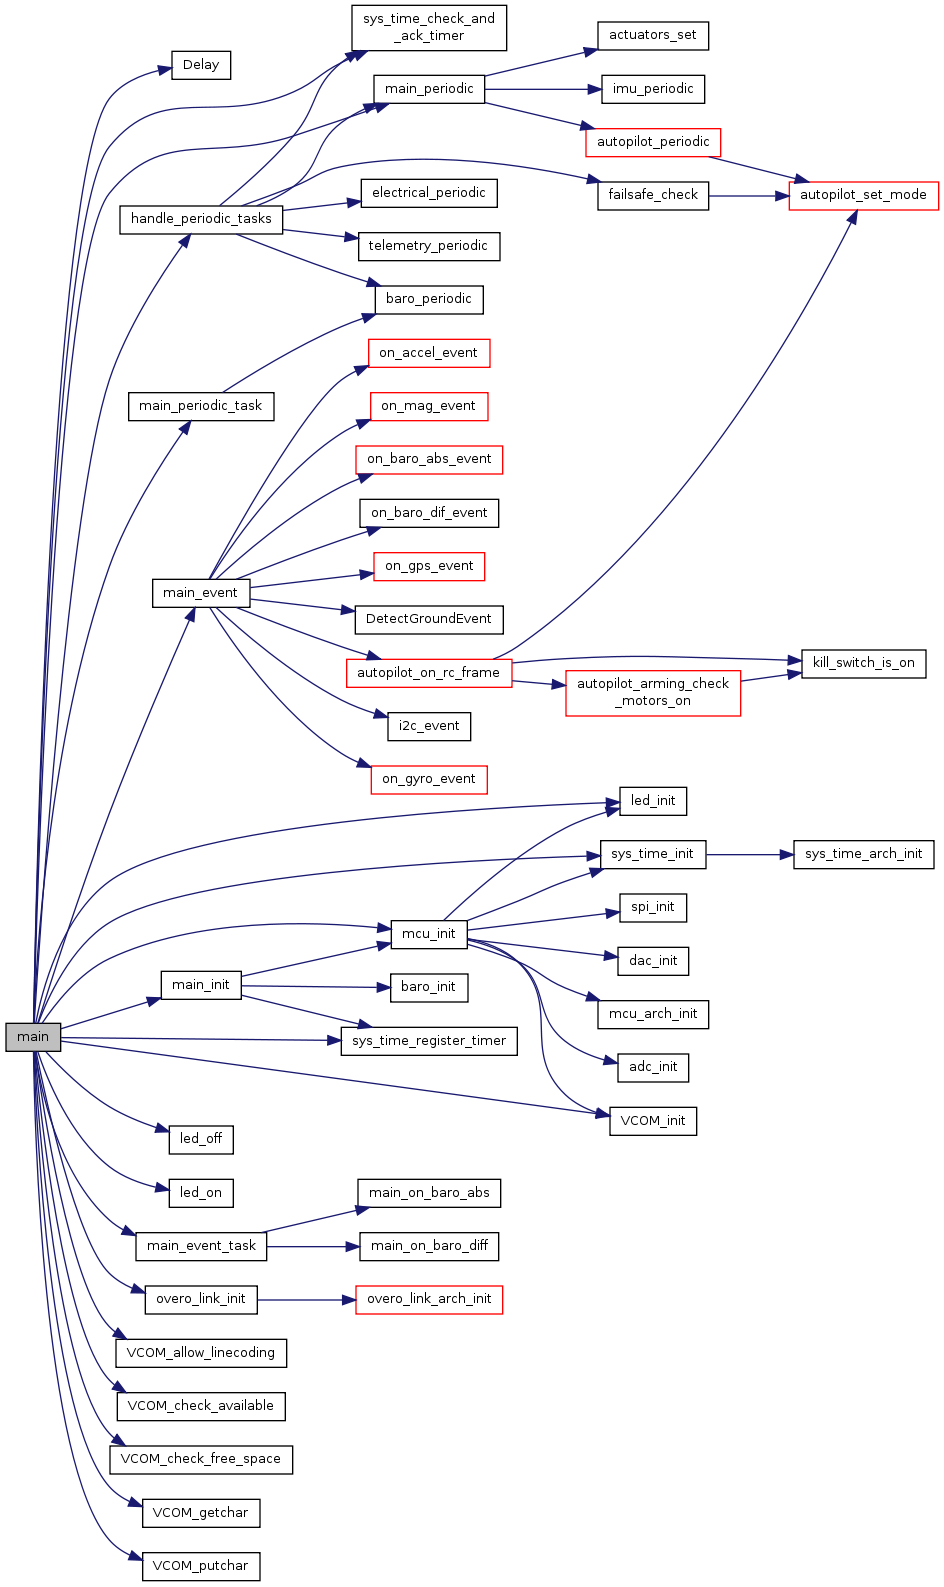 sys_time_check_and
_ack_timer
actuators_set
Delay
main_periodic
imu_periodic
autopilot_periodic
electrical_periodic
failsafe_check
autopilot_set_mode
handle_periodic_tasks
telemetry_periodic
baro_periodic
on_accel_event
main_periodic_task
on_mag_event
on_baro_abs_event
on_baro_dif_event
on_gps_event
main_event
DetectGroundEvent
autopilot_on_rc_frame
kill_switch_is_on
autopilot_arming_check
_motors_on
i2c_event
on_gyro_event
led_init
sys_time_init
sys_time_arch_init
spi_init
mcu_init
dac_init
main_init
baro_init
mcu_arch_init
main
sys_time_register_timer
adc_init
VCOM_init
led_off
led_on
main_on_baro_abs
main_event_task
main_on_baro_diff
overo_link_init
overo_link_arch_init
VCOM_allow_linecoding
VCOM_check_available
VCOM_check_free_space
VCOM_getchar
VCOM_putchar